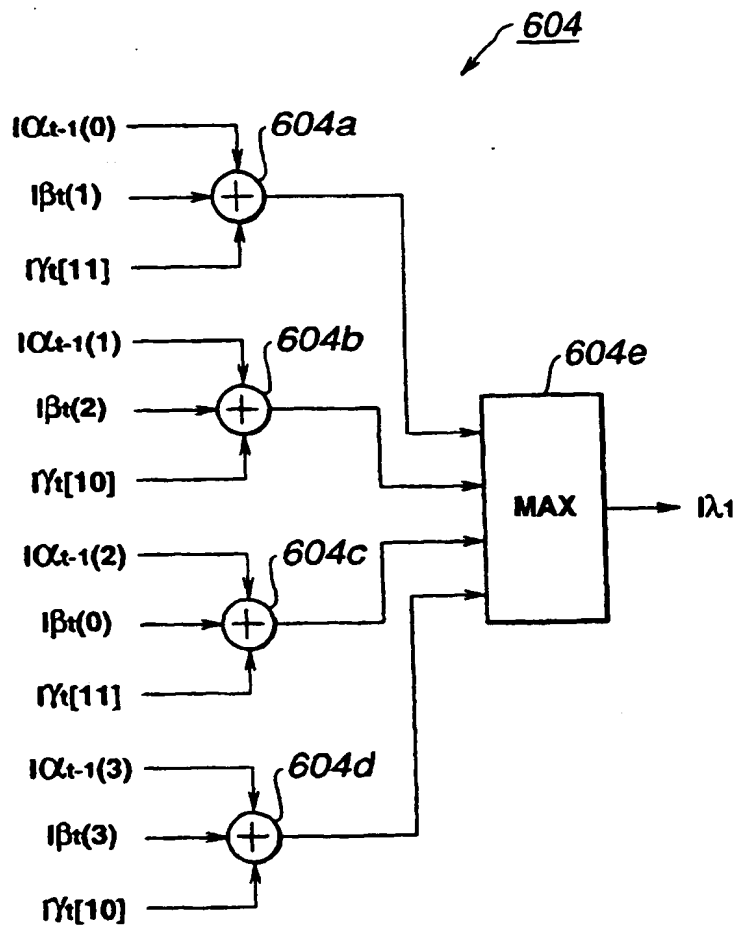 604
Iαt-1(0)
604a
Iβt(1)
Iγt[11]
Iαt-1(1)
604b
Iβt(2)
Iγt[10]
604e
MAX
Iλ1
Iαt-1(2)
604c
Iβt(0)
Iγt[11]
Iαt-1(3)
604d
Iβt(3)
Iγt[10]